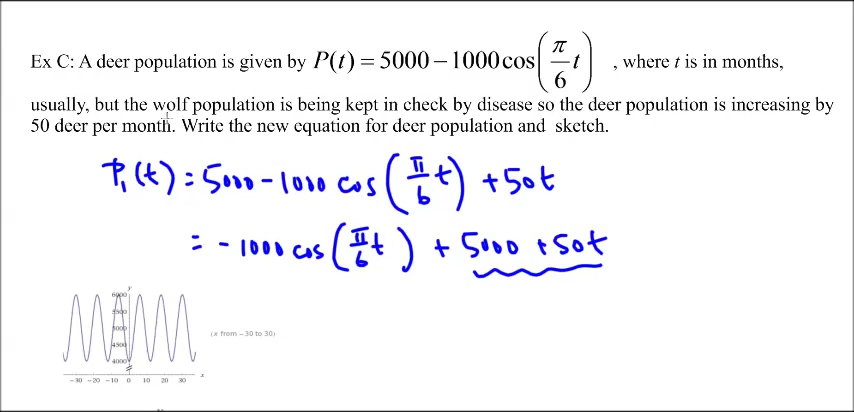 Ex C: A deer population is given by P(t) = 5000 − 1000 cos(π/6 t) , where t is in months,
usually, but the wolf population is being kept in check by disease so the deer population is increasing by
50 deer per month. Write the new equation for deer population and sketch.
P₁(t) = 5000 − 1000 cos(π/6 t) + 50t
= − 1000 cos(π/6 t) + 5000 + 50t
y
6000
5500
5000
4500
4000
(x from −30 to 30)
−30 −20 −10 0 10 20 30 x